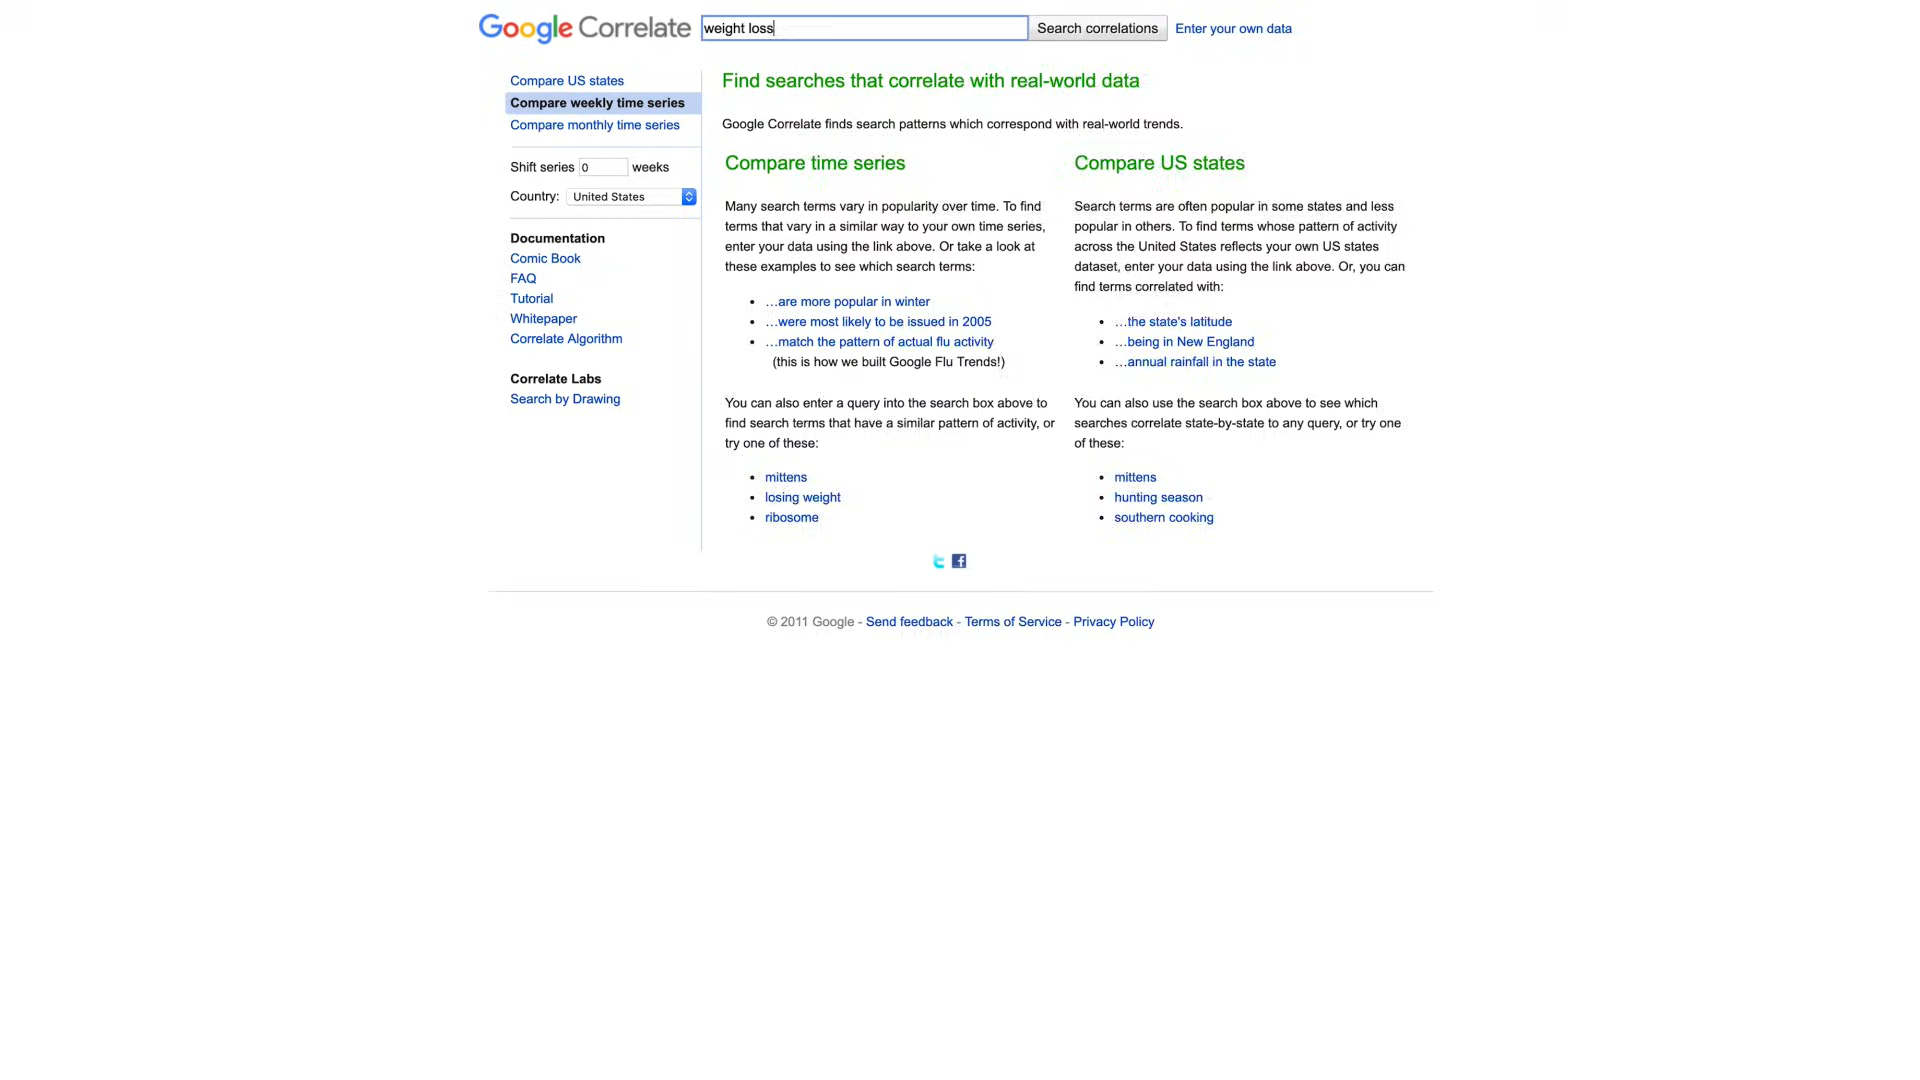 Google Correlate weight loss Search correlations Enter your own data
Compare US states
Compare weekly time series
Compare monthly time series
Shift series 0 weeks
Country: United States
Documentation
Comic Book
FAQ
Tutorial
Whitepaper
Correlate Algorithm
Correlate Labs
Search by Drawing
Find searches that correlate with real-world data
Google Correlate finds search patterns which correspond with real-world trends.
Compare time series
Many search terms vary in popularity over time. To find
terms that vary in a similar way to your own time series,
enter your data using the link above. Or take a look at
these examples to see which search terms:
• …are more popular in winter
• …were most likely to be issued in 2005
• …match the pattern of actual flu activity
(this is how we built Google Flu Trends!)
You can also enter a query into the search box above to
find search terms that have a similar pattern of activity, or
try one of these:
• mittens
• losing weight
• ribosome
Compare US states
Search terms are often popular in some states and less
popular in others. To find terms whose pattern of activity
across the United States reflects your own US states
dataset, enter your data using the link above. Or, you can
find terms correlated with:
• …the state's latitude
• …being in New England
• …annual rainfall in the state
You can also use the search box above to see which
searches correlate state-by-state to any query, or try one
of these:
• mittens
• hunting season
• southern cooking
© 2011 Google - Send feedback - Terms of Service - Privacy Policy